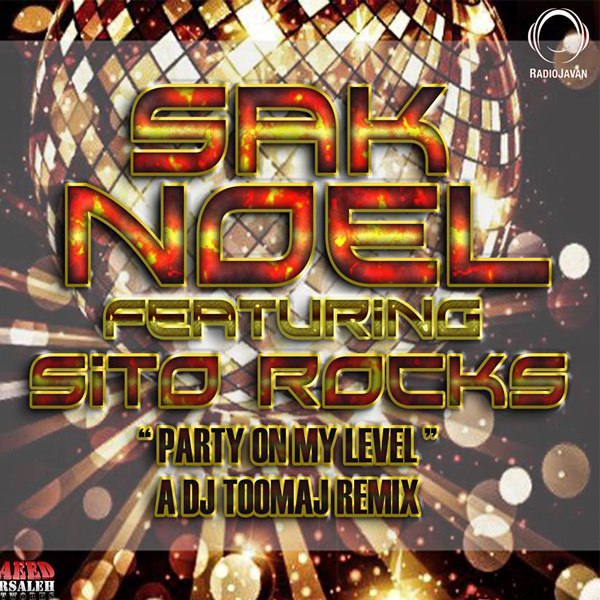 RADIOJAVAN
SAK
NOEL
FEATURiNG
SiTO ROCKS
“ PARTY ON MY LEVEL ”
A DJ TOOMAJ REMIX